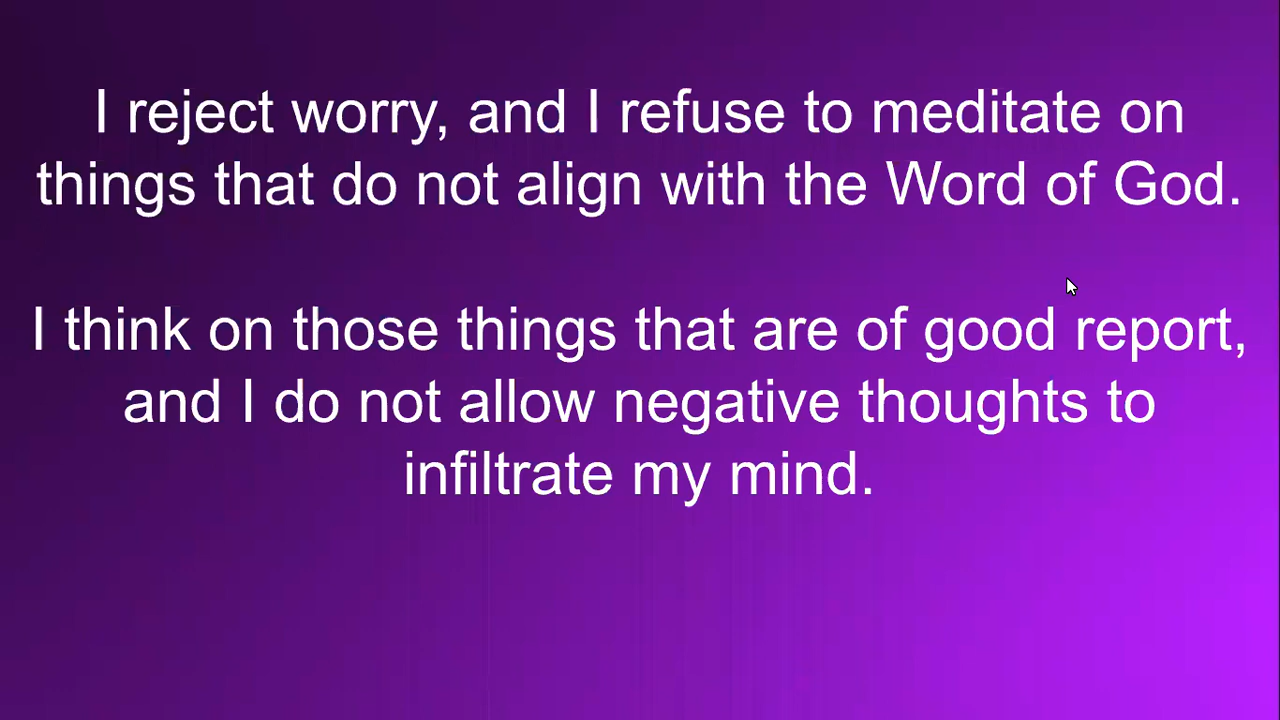 I reject worry, and I refuse to meditate on
things that do not align with the Word of God.
I think on those things that are of good report,
and I do not allow negative thoughts to
infiltrate my mind.